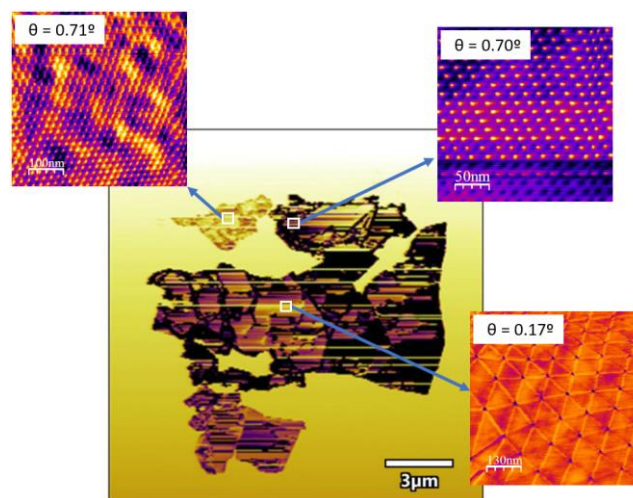 θ = 0.71º
100nm
θ = 0.70º
50nm
θ = 0.17º
130nm
3μm